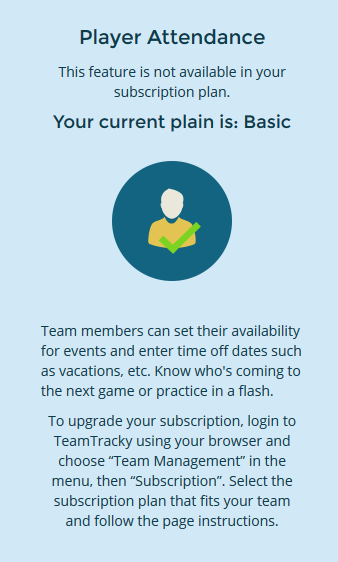 Player Attendance
This feature is not available in your
subscription plan.
Your current plain is: Basic
Team members can set their availability
for events and enter time off dates such
as vacations, etc. Know who's coming to
the next game or practice in a flash.
To upgrade your subscription, login to
TeamTracky using your browser and
choose “Team Management” in the
menu, then “Subscription”. Select the
subscription plan that fits your team
and follow the page instructions.